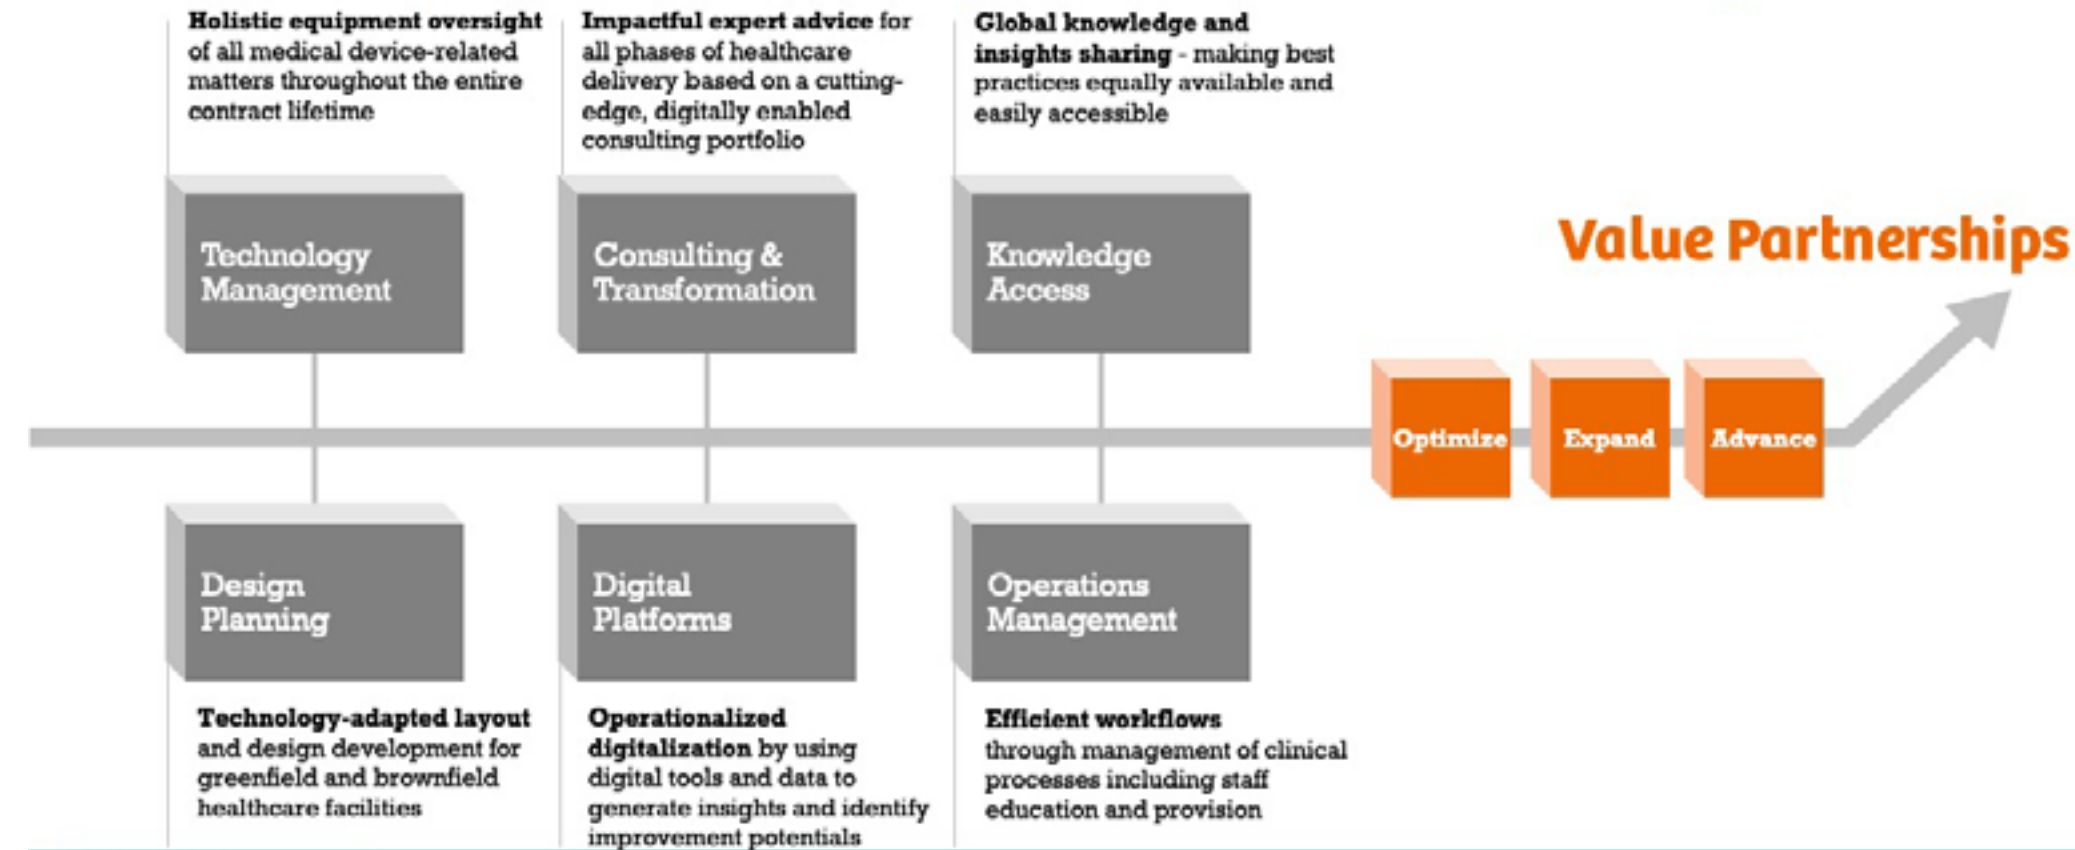 Holistic equipment oversight
of all medical device-related
matters throughout the entire
contract lifetime
Impactful expert advice for
all phases of healthcare
delivery based on a cutting-
edge, digitally enabled
consulting portfolio
Global knowledge and
insights sharing - making best
practices equally available and
easily accessible
Technology
Management
Consulting &
Transformation
Knowledge
Access
Value Partnerships
Optimize
Expand
Advance
Design
Planning
Digital
Platforms
Operations
Management
Technology-adapted layout
and design development for
greenfield and brownfield
healthcare facilities
Operationalized
digitalization by using
digital tools and data to
generate insights and identify
improvement potentials
Efficient workflows
through management of clinical
processes including staff
education and provision